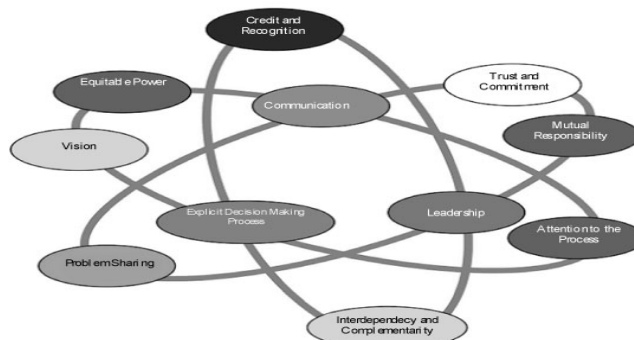 Credit and
Recognition
Equitable Power
Trust and
Commitment
Communication
Vision
Mutual
Responsibility
Explicit Decision Making
Process
Leadership
Attention to the
Process
Problem Sharing
Interdependecy and
Complementarity